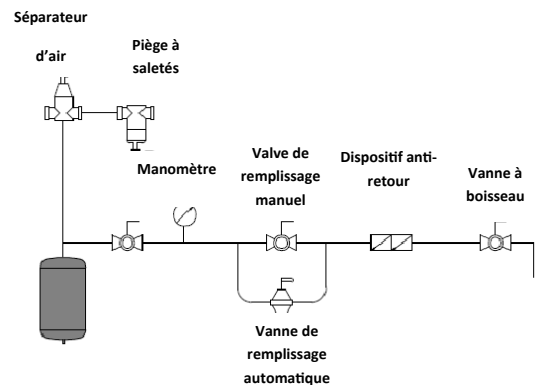 Séparateur
d'air
Piège à
saletés
Manomètre
Valve de
remplissage
manuel
Dispositif anti-
retour
Vanne à
boisseau
Vanne de
remplissage
automatique